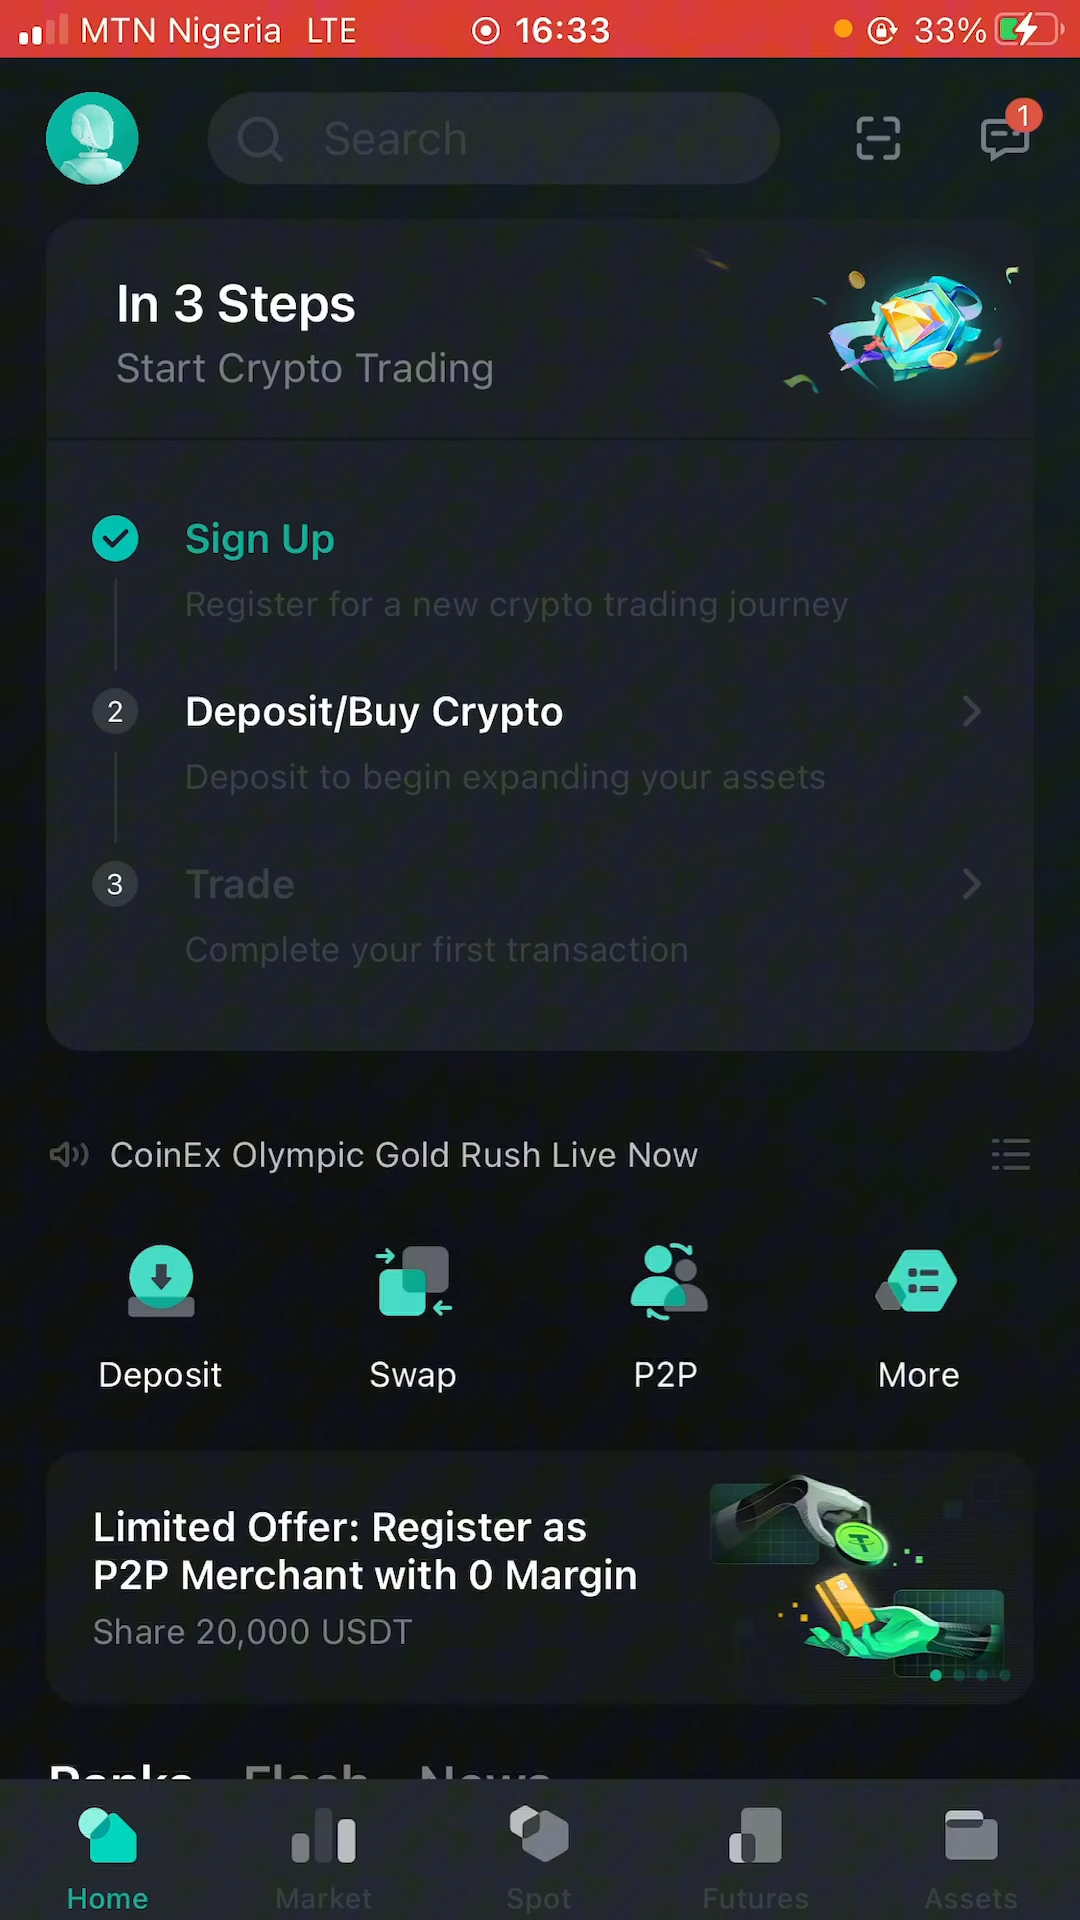 MTN Nigeria LTE 16:33 33%
Search
1
In 3 Steps
Start Crypto Trading
Sign Up
Register for a new crypto trading journey
2 Deposit/Buy Crypto
Deposit to begin expanding your assets
3 Trade
Complete your first transaction
CoinEx Olympic Gold Rush Live Now
Deposit Swap P2P More
Limited Offer: Register as
P2P Merchant with 0 Margin
Share 20,000 USDT
Ranks Flash News
Home Market Spot Futures Assets